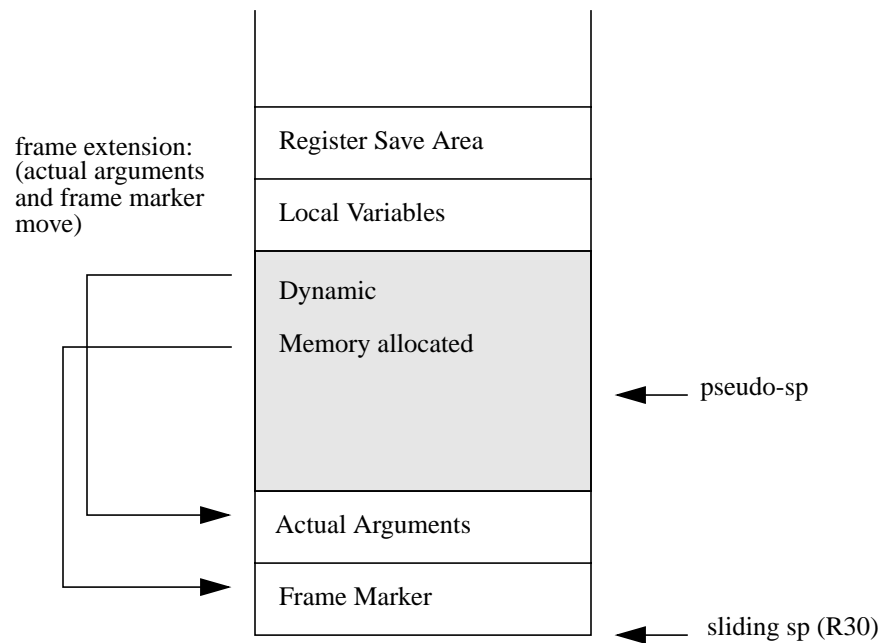 Register Save Area
frame extension:
(actual arguments
and frame marker
move)
Local Variables
Dynamic
Memory allocated
pseudo-sp
Actual Arguments
Frame Marker
sliding sp (R30)